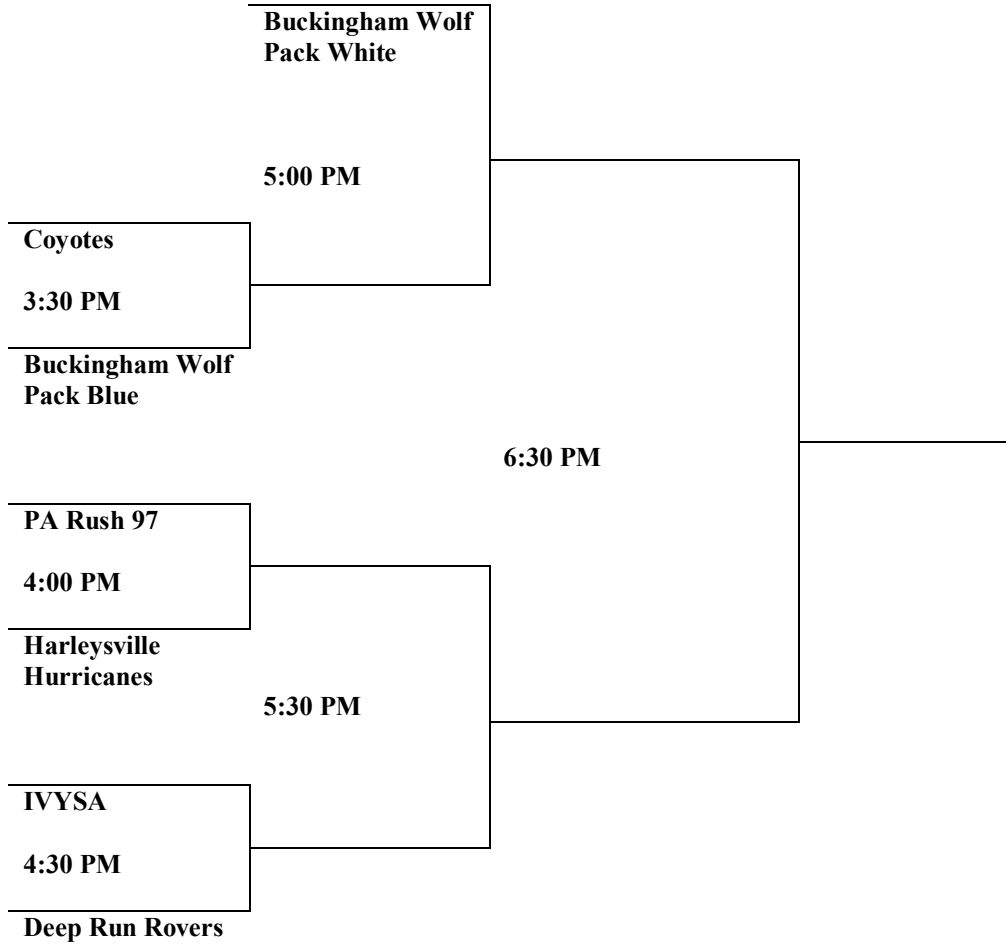 Buckingham Wolf
Pack White
5:00 PM
Coyotes
3:30 PM
Buckingham Wolf
Pack Blue
6:30 PM
PA Rush 97
4:00 PM
Harleysville
Hurricanes
5:30 PM
IVYSA
4:30 PM
Deep Run Rovers